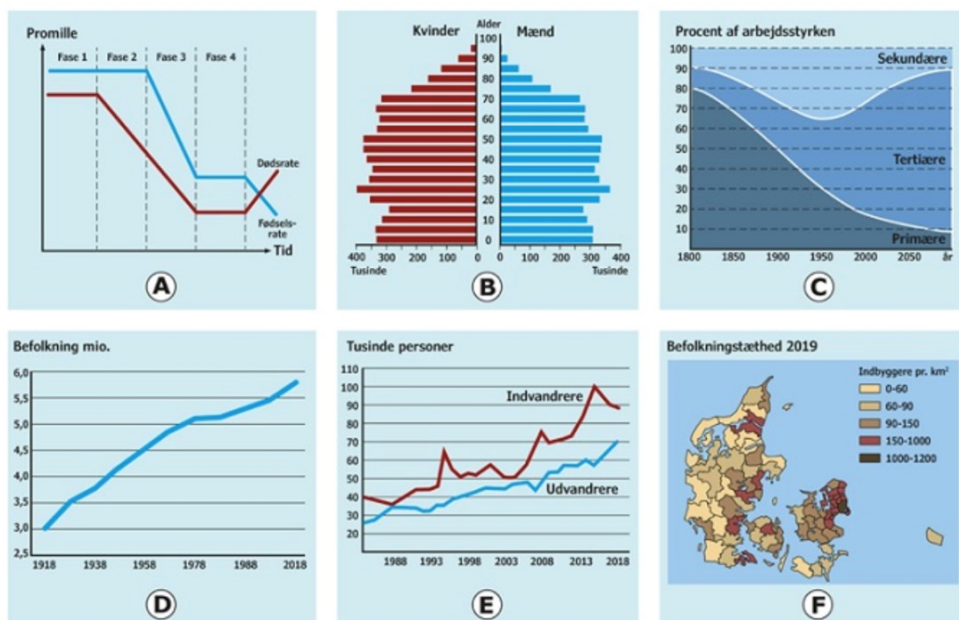 Promille
Fase 1
Fase 2
Fase 3
Fase 4
Dødsrate
Fødsels-
rate
Tid
A
Kvinder
Alder
Mænd
100
90
80
70
60
50
40
30
20
10
0
400 300 200 100 0
0 100 200 300 400
Tusinde
Tusinde
B
Procent af arbejdsstyrken
100
90
80
70
60
50
40
30
20
10
Sekundære
Tertiære
Primære
1800 1850 1900 1950 2000 2050 år
C
Befolkning mio.
6,0
5,5
5,0
4,5
4,0
3,5
3,0
2,5
1918 1938 1958 1978 1988 2018
D
Tusinde personer
110
100
90
80
70
60
50
40
30
20
Indvandrere
Udvandrere
1988 1993 1998 2003 2008 2013 2018
E
Befolkningstæthed 2019
Indbyggere pr. km²
0-60
60-90
90-150
150-1000
1000-1200
F